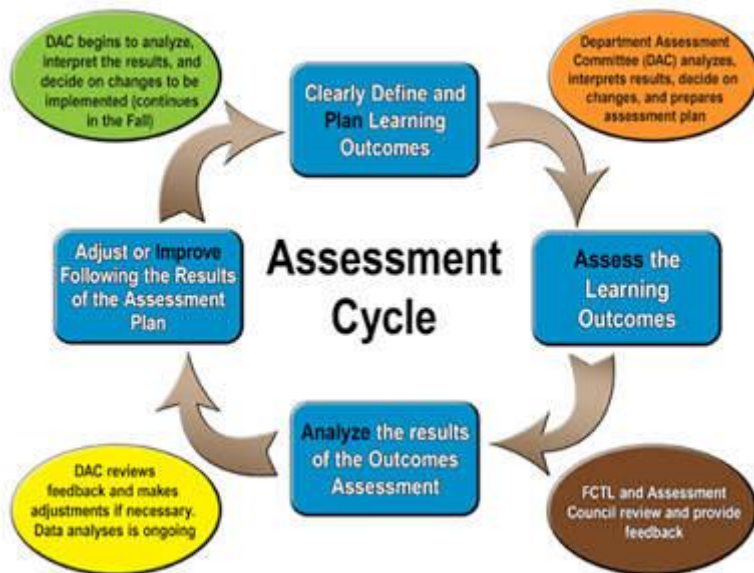 DAC begins to analyze,
interpret the results, and
decide on changes to be
implemented (continues
in the Fall)
Clearly Define and
Plan Learning
Outcomes
Department Assessment
Committee (DAC) analyzes,
interprets results, decide on
changes, and prepares
assessment plan
Adjust or Improve
Following the Results
of the Assessment
Plan
Assessment
Cycle
Assess the
Learning
Outcomes
Analyze the results
of the Outcomes
Assessment
DAC reviews
feedback and makes
adjustments if necessary.
Data analyses is ongoing
FCTL and Assessment
Council review and provide
feedback